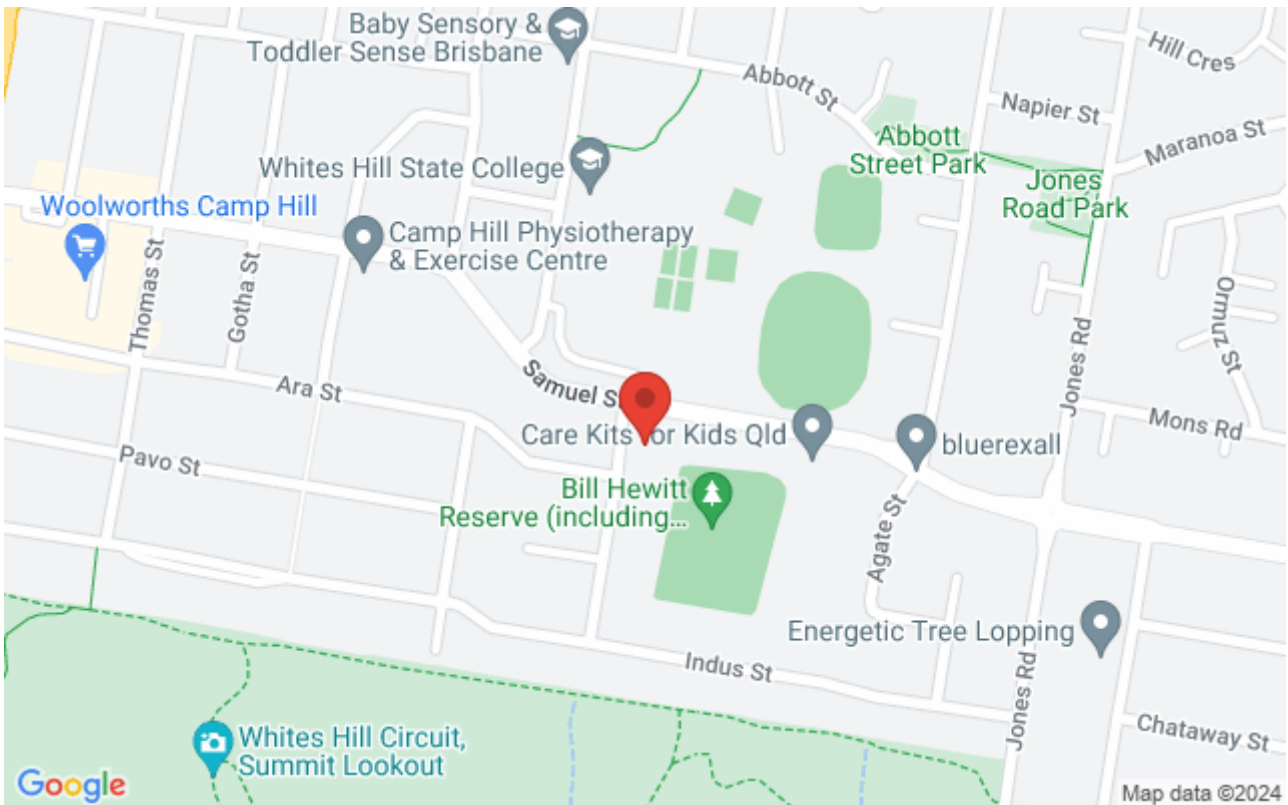 Baby Sensory &
Toddler Sense Brisbane
Hill Cres
Abbott St
Napier St
Abbott
Street Park
Maranoa St
Whites Hill State College
Jones
Road Park
Woolworths Camp Hill
Camp Hill Physiotherapy
& Exercise Centre
Thomas St
Gotha St
Ormuz St
Jones Rd
Samuel S
Ara St
Care Kits for Kids Qld
Mons Rd
bluerexall
Pavo St
Bill Hewitt
Reserve (including...
Agate St
Energetic Tree Lopping
Indus St
Jones Rd
Chataway St
Whites Hill Circuit,
Summit Lookout
Google
Map data ©2024